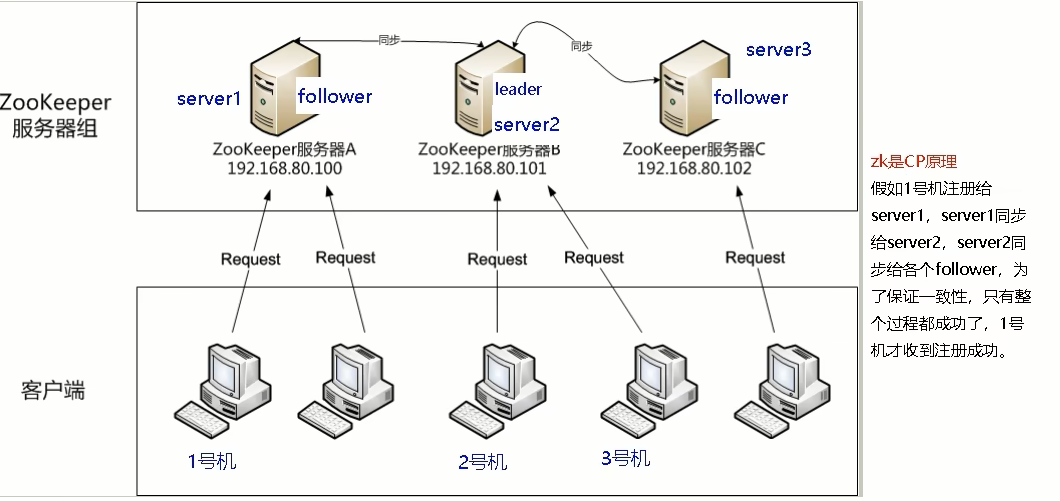 ZooKeeper
服务器组
同步
同步
server1
follower
leader
server2
server3
follower
ZooKeeper服务器A
192.168.80.100
ZooKeeper服务器B
192.168.80.101
ZooKeeper服务器C
192.168.80.102
Request
Request
Request
Request
Request
客户端
1号机
2号机
3号机
zk是CP原理
假如1号机注册给
server1，server1同步
给server2，server2同
步给各个follower，为
了保证一致性，只有整
个过程都成功了，1号
机才收到注册成功。